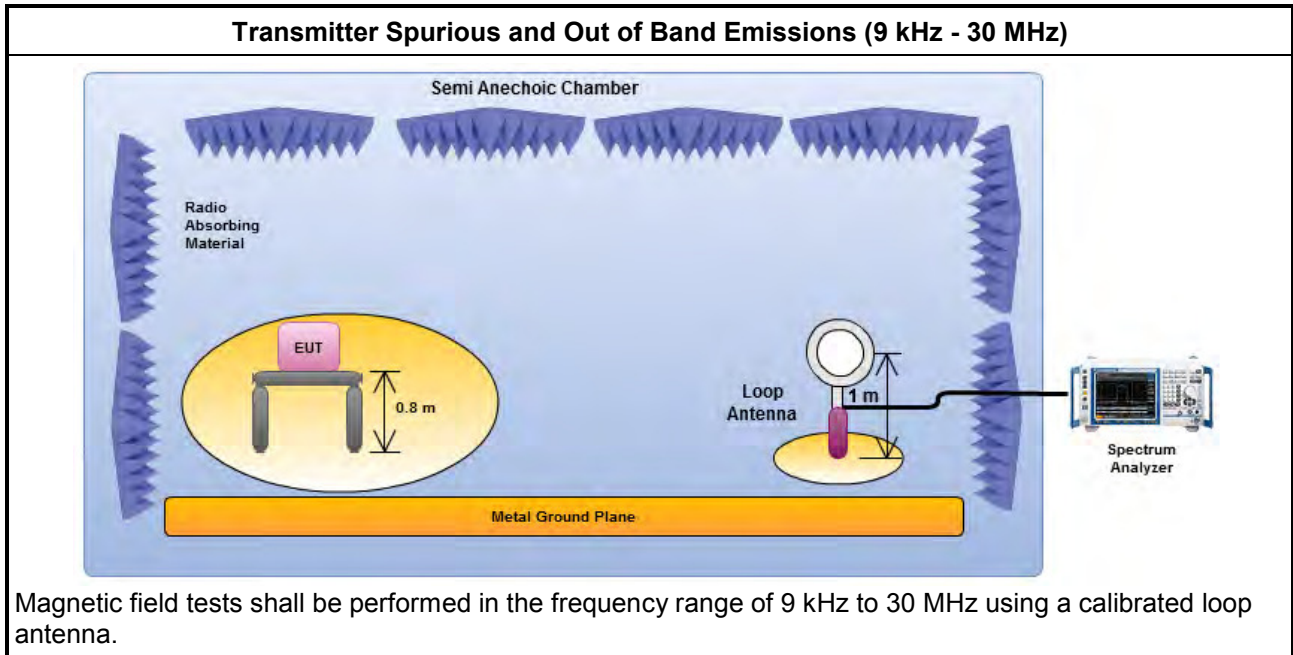 Transmitter Spurious and Out of Band Emissions (9 kHz - 30 MHz)
Semi Anechoic Chamber
Radio
Absorbing
Material
EUT
0.8 m
Loop
Antenna
1 m
Spectrum
Analyzer
Metal Ground Plane
Magnetic field tests shall be performed in the frequency range of 9 kHz to 30 MHz using a calibrated loop
antenna.